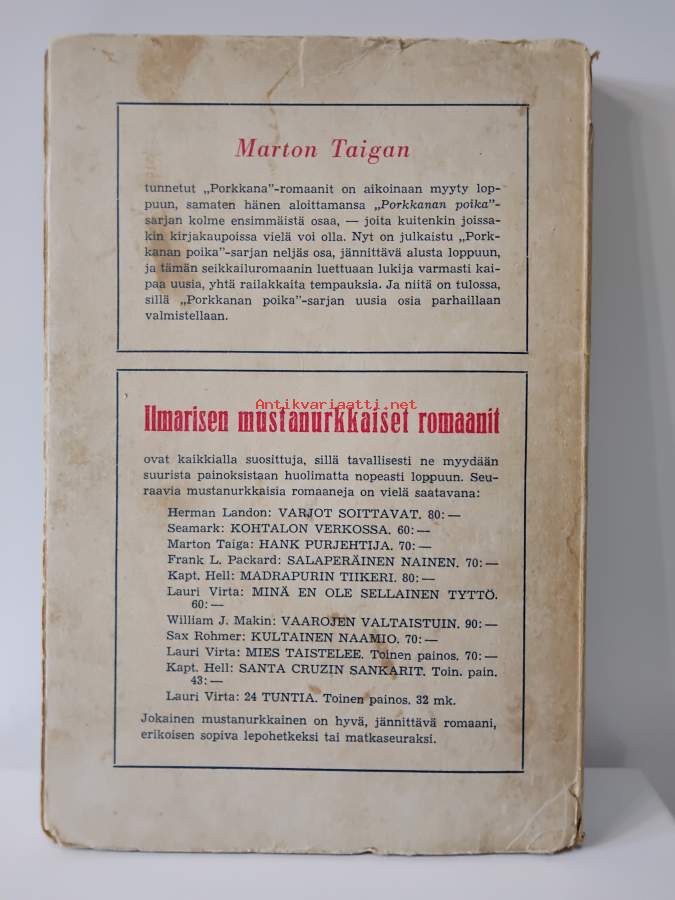 Marton Taigan
tunnetut „Porkkana"-romaanit on aikoinaan myyty lop-
puun, samaten hänen aloittamansa „Porkkanan poika"-
sarjan kolme ensimmäistä osaa, — joita kuitenkin joissa-
kin kirjakaupoissa vielä voi olla. Nyt on julkaistu „Pork-
kanan poika"-sarjan neljäs osa, jännittävä alusta loppuun,
ja tämän seikkailuromaanin luettuaan lukija varmasti kai-
paa uusia, yhtä railakkaita tempauksia. Ja niitä on tulossa,
sillä „Porkkanan poika"-sarjan uusia osia parhaillaan
valmistellaan.
Antikvariaatti.net
Ilmarisen mustanurkkaiset romaanit
ovat kaikkialla suosittuja, sillä tavallisesti ne myydään
suurista painoksistaan huolimatta nopeasti loppuun. Seu-
raavia mustanurkkaisia romaaneja on vielä saatavana:
Herman Landon: VARJOT SOITTAVAT. 80: —
Seamark: KOHTALON VERKOSSA. 60: —
Marton Taiga: HANK PURJEHTIJA. 70: —
Frank L. Packard: SALAPERÄINEN NAINEN. 70: —
Kapt. Hell: MADRAPURIN TIIKERI. 80: —
Lauri Virta: MINÄ EN OLE SELLAINEN TYTTÖ.
60: —
William J. Makin: VAAROJEN VALTAISTUIN. 90: —
Sax Rohmer: KULTAINEN NAAMIO. 70: —
Lauri Virta: MIES TAISTELEE. Toinen painos. 70: —
Kapt. Hell: SANTA CRUZIN SANKARIT. Toin. pain.
43: —
Lauri Virta: 24 TUNTIA. Toinen painos. 32 mk.
Jokainen mustanurkkainen on hyvä, jännittävä romaani,
erikoisen sopiva lepohetkeksi tai matkaseuraksi.